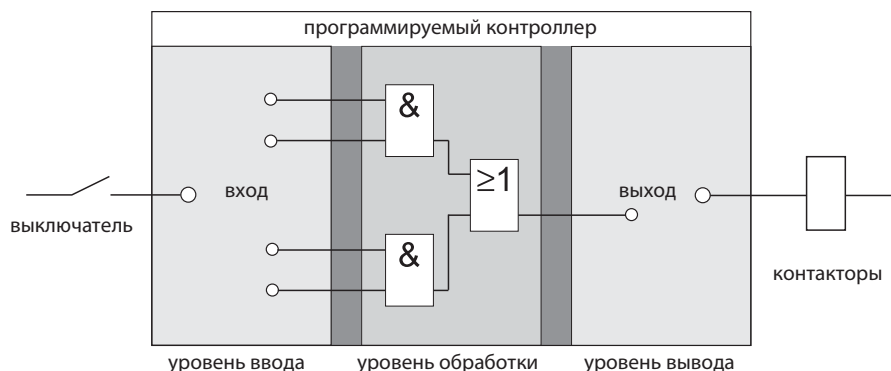 программируемый контроллер
&
≥1
вход
выход
выключатель
&
контакторы
уровень ввода
уровень обработки
уровень вывода